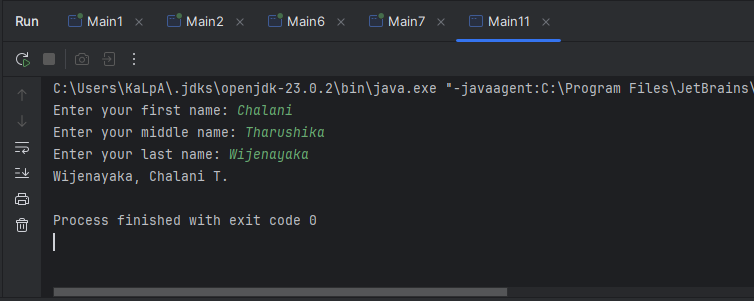 Run Main1 Main2 Main6 Main7 Main11
C:\Users\KaLpA\.jdks\openjdk-23.0.2\bin\java.exe "-javaagent:C:\Program Files\JetBrains\
Enter your first name: Chalani
Enter your middle name: Tharushika
Enter your last name: Wijenayaka
Wijenayaka, Chalani T.
Process finished with exit code 0